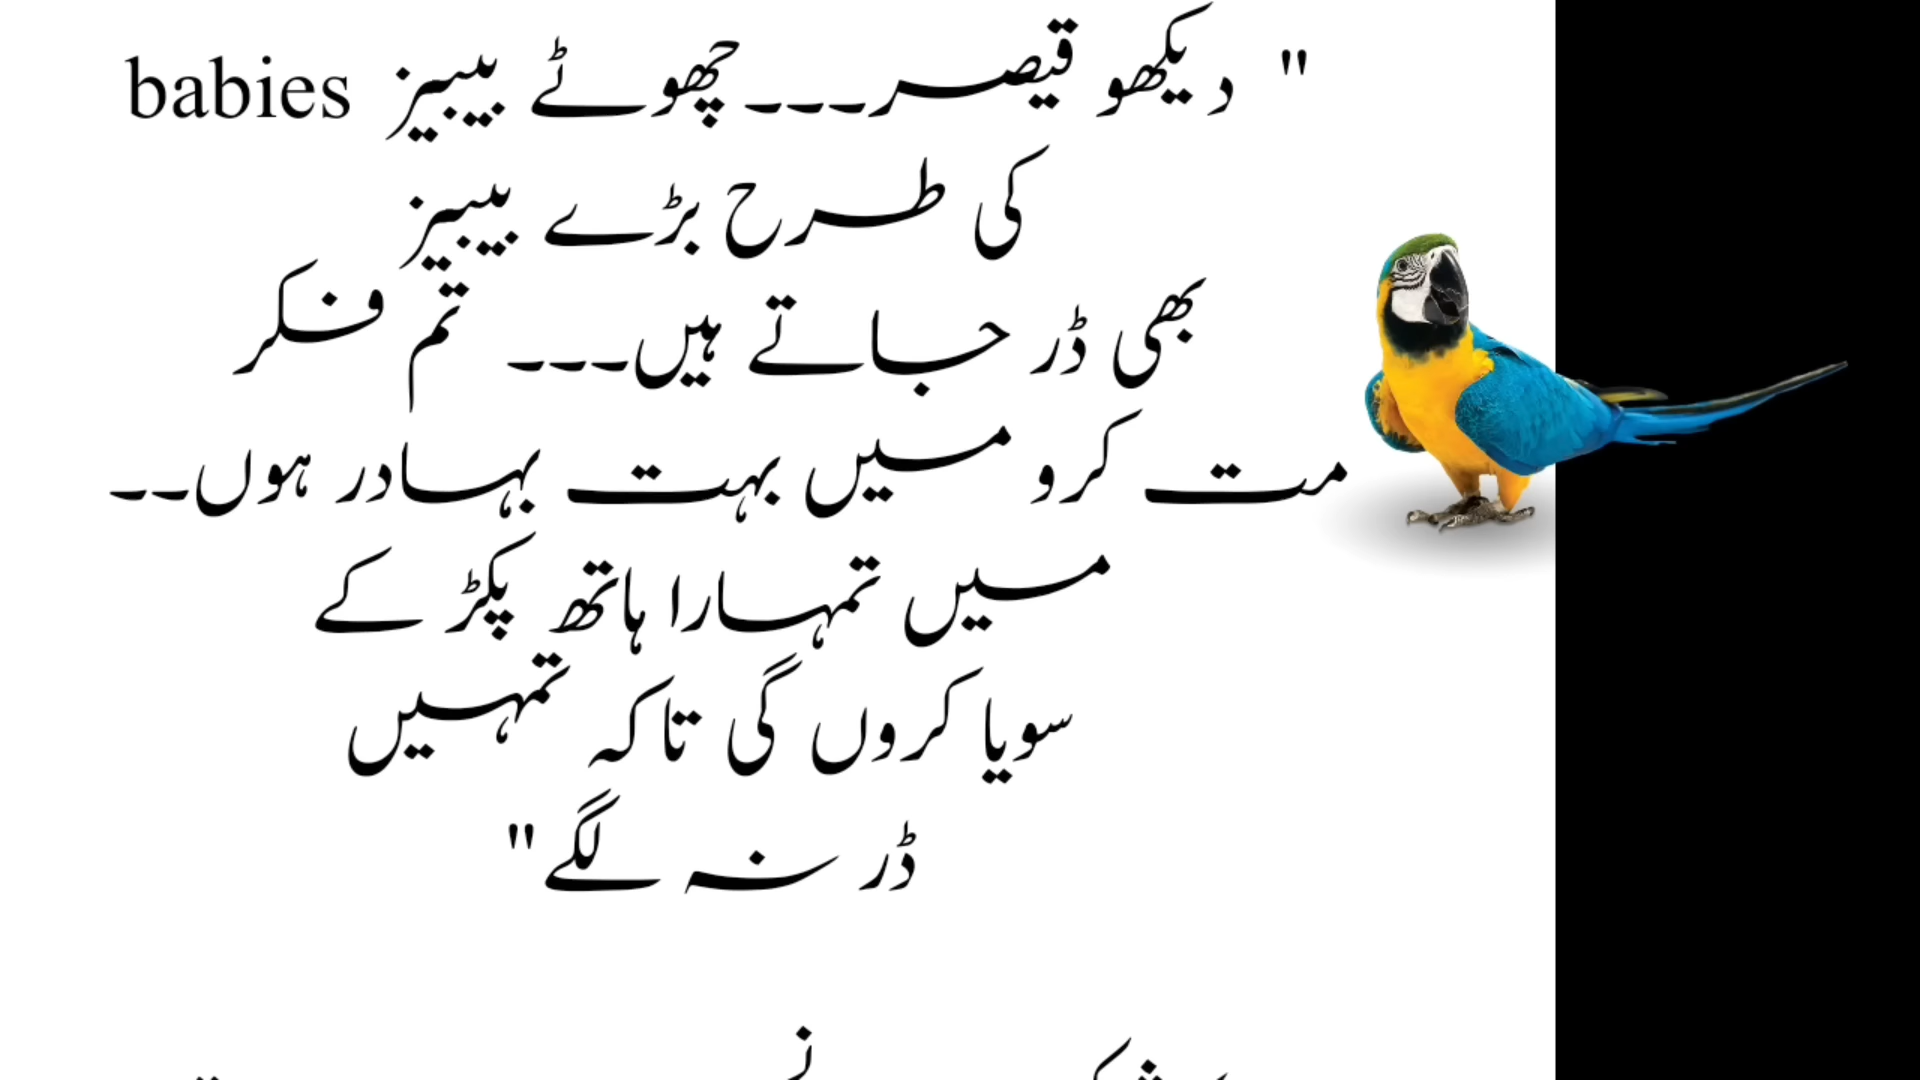 " دیکھو قیصر۔۔۔چھوٹے بیبیز babies
کی طرح بڑے بیبیز
بھی ڈر جاتے ہیں۔۔۔ تم فکر
مت کرو میں بہت بہادر ہوں۔۔
میں تمہارا ہاتھ پکڑ کے
سویا کروں گی تاکہ تمہیں
ڈر نہ لگے"